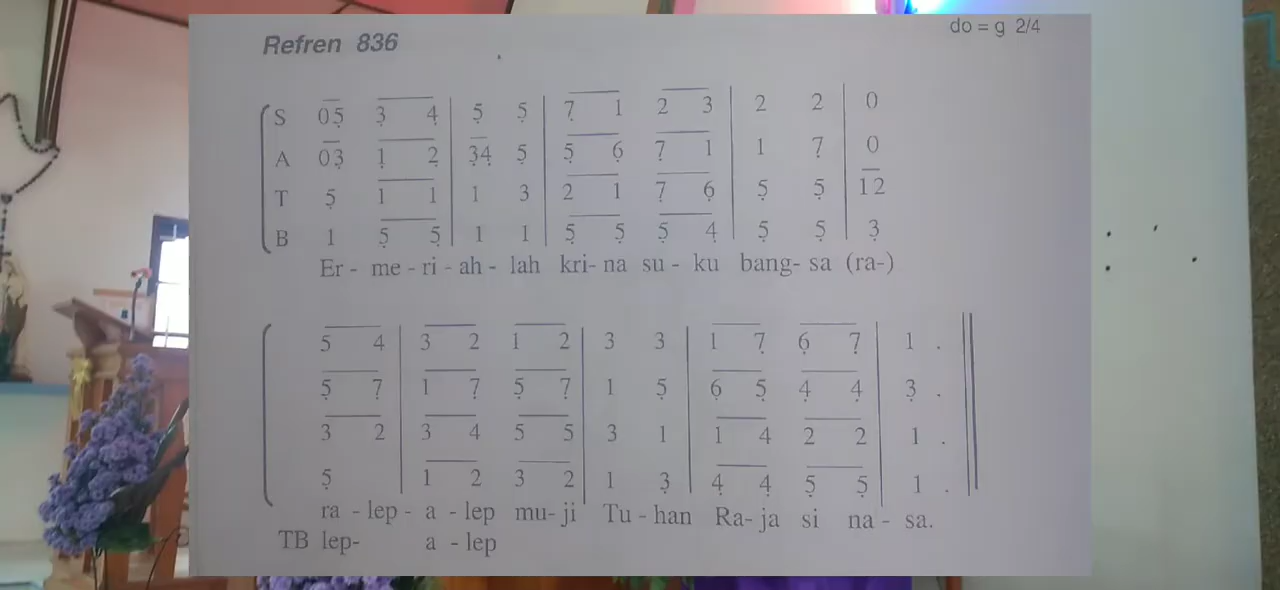 Refren 836
do = g 2/4
S 05̣ 3̣ 4̣ | 5̣ 5̣ | 7̣ 1 2 3 | 2 2 | 0
A 03̣ 1̣ 2̣ | 3̣4̣ 5̣ | 5̣ 6̣ 7̣ 1 | 1 7̣ | 0
T 5̣ 1 1 | 1 3 | 2 1 7̣ 6̣ | 5̣ 5̣ | 12
B 1 5̣ 5̣ | 1 1 | 5̣ 5̣ 5̣ 4̣ | 5̣ 5̣ | 3̣
Er - me - ri - ah - lah kri- na su - ku bang- sa (ra-)
5 4 | 3 2 1 2 | 3 3 | 1 7̣ 6̣ 7̣ | 1 .
5̣ 7̣ | 1 7̣ 5̣ 7̣ | 1 5̣ | 6̣ 5̣ 4̣ 4̣ | 3̣ .
3 2 | 3 4 5 5 | 3 1 | 1 4 2 2 | 1 .
5̣ | 1 2 3 2 | 1 3̣ | 4̣ 4̣ 5̣ 5̣ | 1 .
ra - lep - a - lep mu- ji Tu - han Ra- ja si na - sa.
TB lep- a - lep